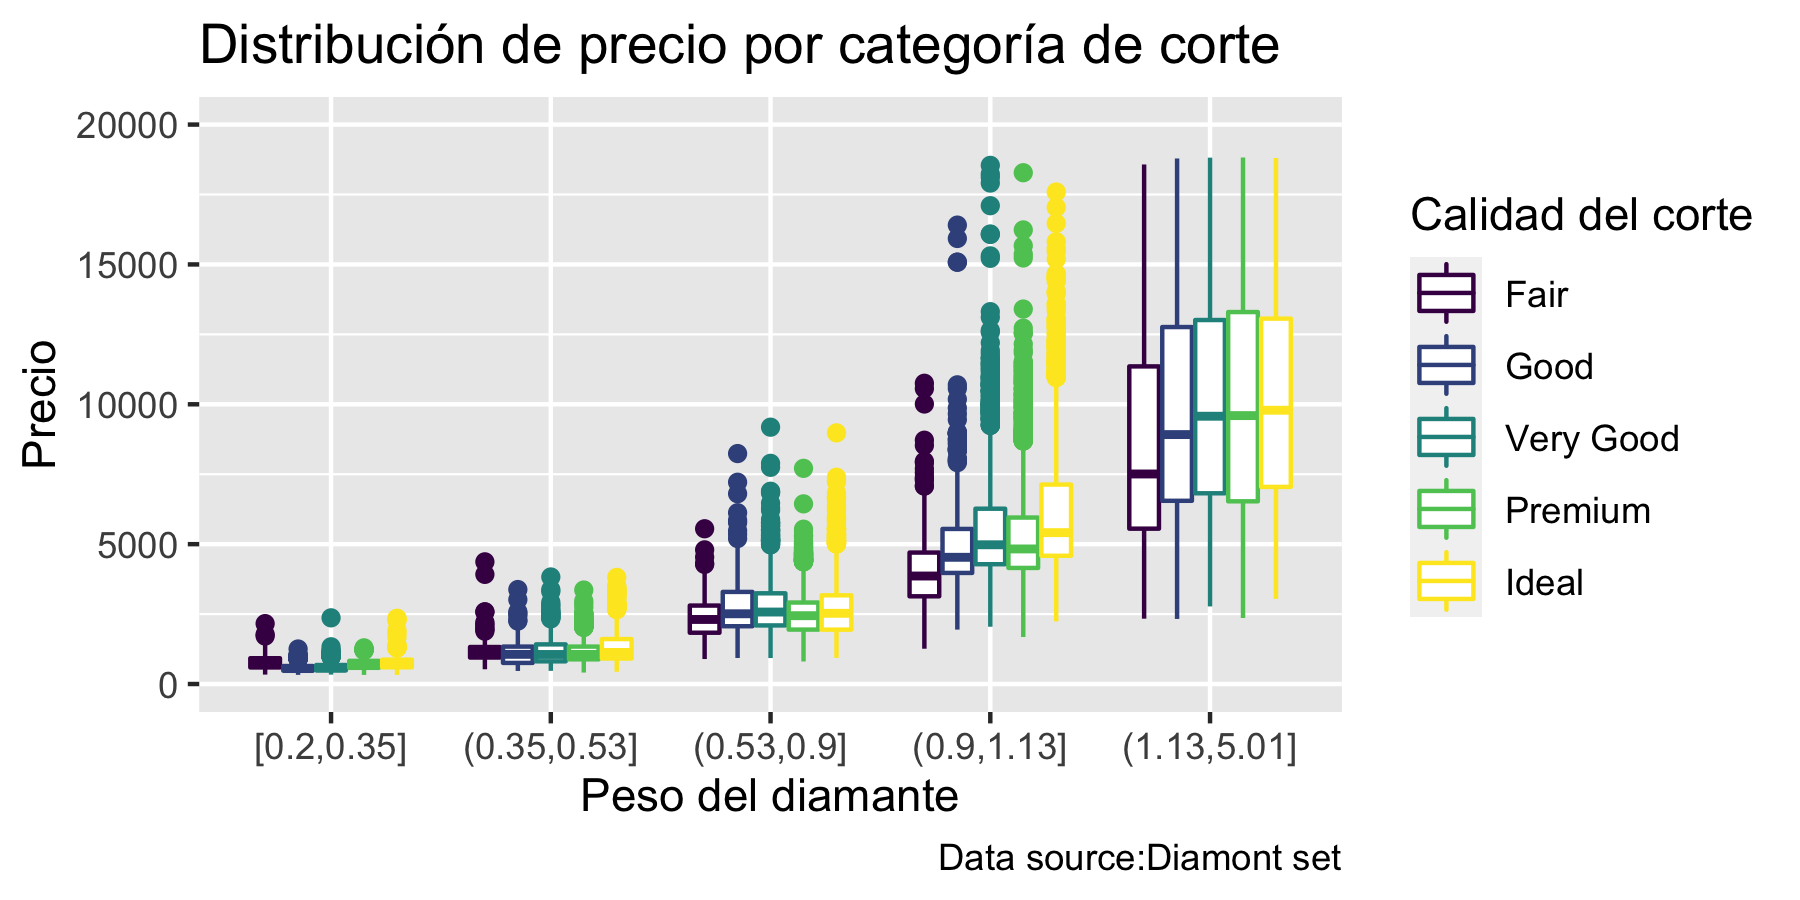 Distribución de precio por categoría de corte
20000
15000
10000
5000
0
Precio
[0.2,0.35]
(0.35,0.53]
(0.53,0.9]
(0.9,1.13]
(1.13,5.01]
Peso del diamante
Calidad del corte
Fair
Good
Very Good
Premium
Ideal
Data source:Diamont set